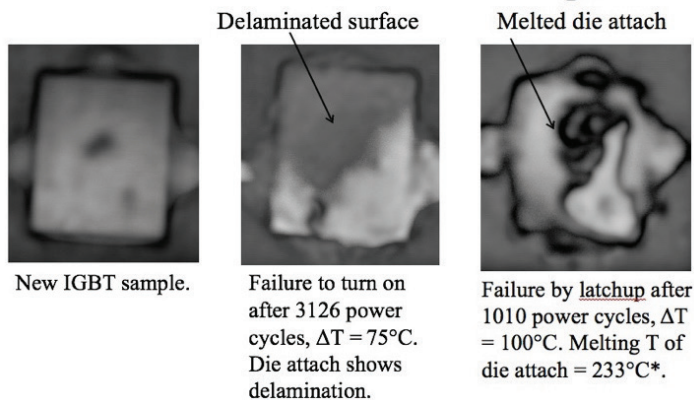 Delaminated surface
Melted die attach
New IGBT sample.
Failure to turn on
after 3126 power
cycles, ΔT = 75°C.
Die attach shows
delamination.
Failure by latchup after
1010 power cycles, ΔT
= 100°C. Melting T of
die attach = 233°C*.